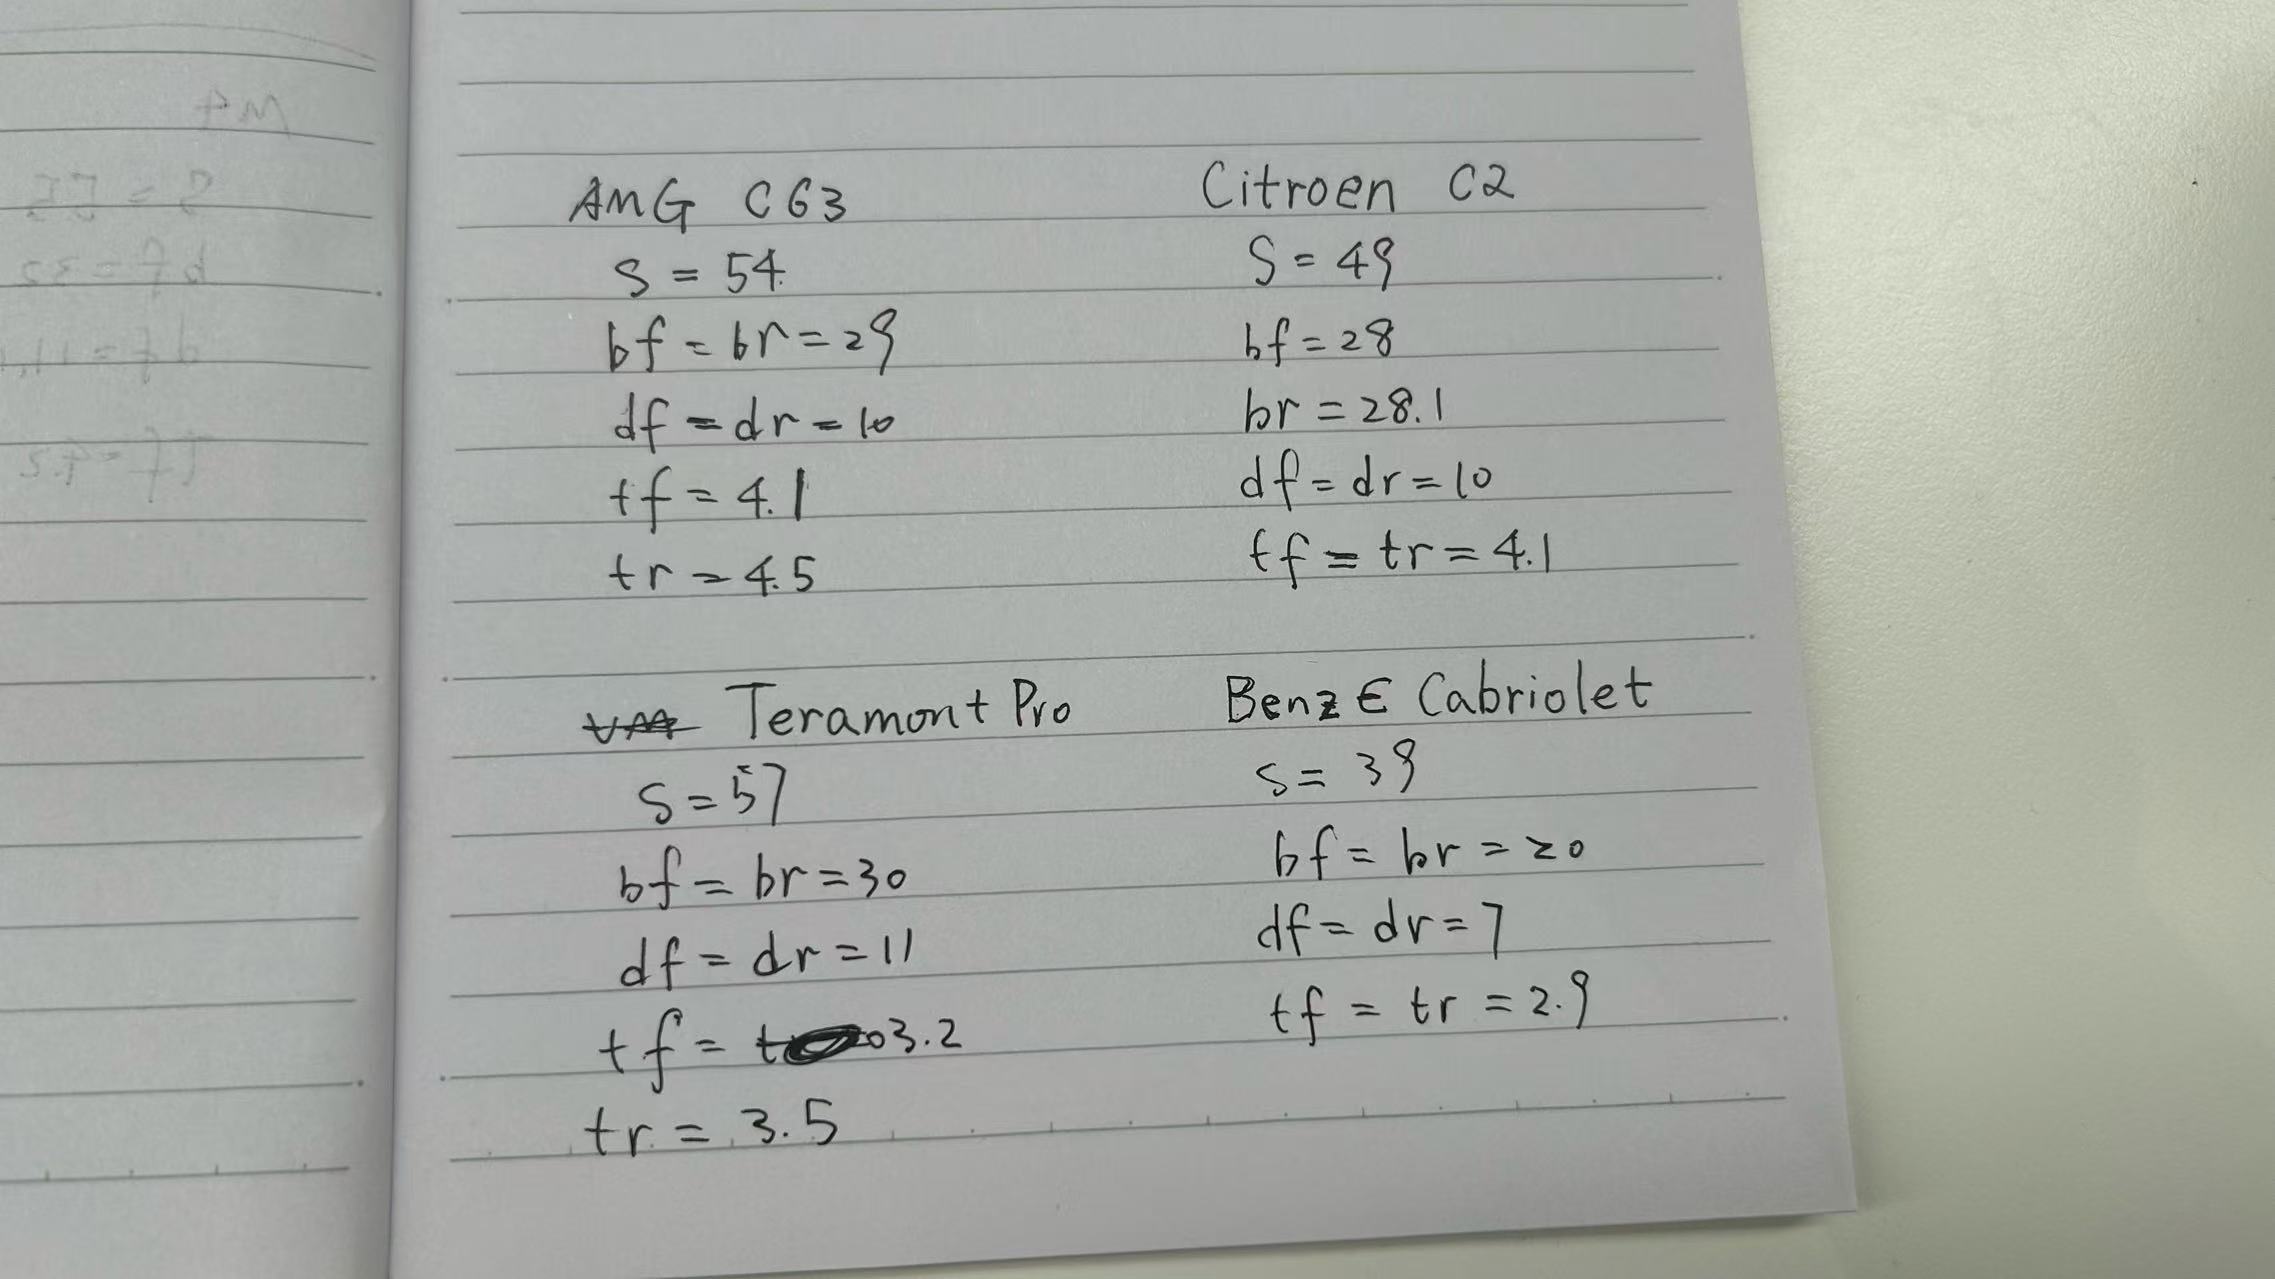 AMG C63
S = 54
bf = br = 29
df = dr = 10
tf = 4.1
tr = 4.5
Citroen C2
S = 49
bf = 28
br = 28.1
df = dr = 10
tf = tr = 4.1
Teramont Pro
S = 57
bf = br = 30
df = dr = 11
tf = 3.2
tr = 3.5
Benz E Cabriolet
S = 39
bf = br = 20
df = dr = 7
tf = tr = 2.9